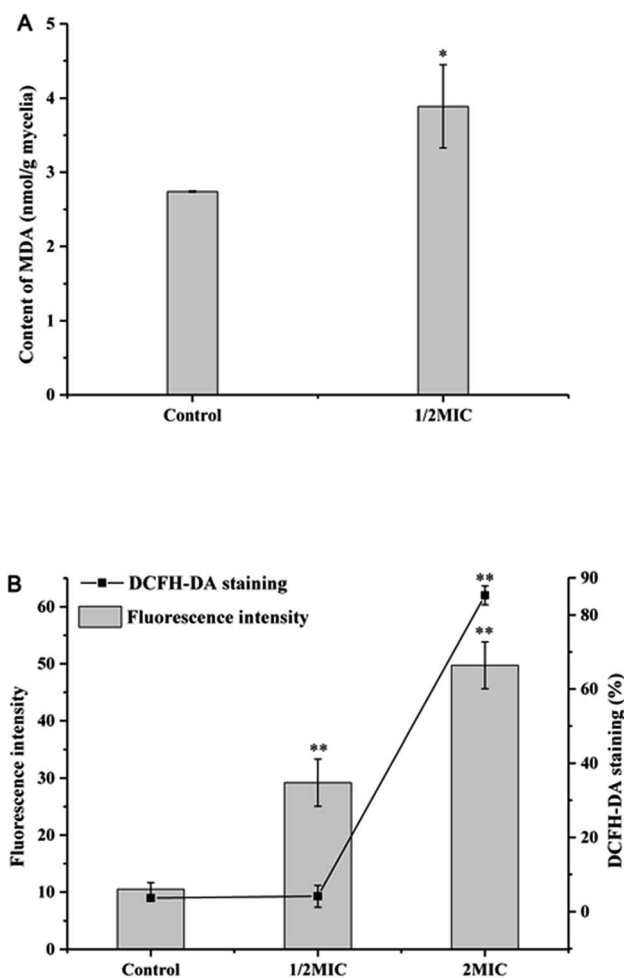 A
Content of MDA (nmol/g mycelia)
5
4
3
2
1
0
*
Control
1/2MIC
B
DCFH-DA staining
Fluorescence intensity
Fluorescence intensity
60
50
40
30
20
10
0
**
**
**
90
80
60
40
20
0
DCFH-DA staining (%)
Control
1/2MIC
2MIC